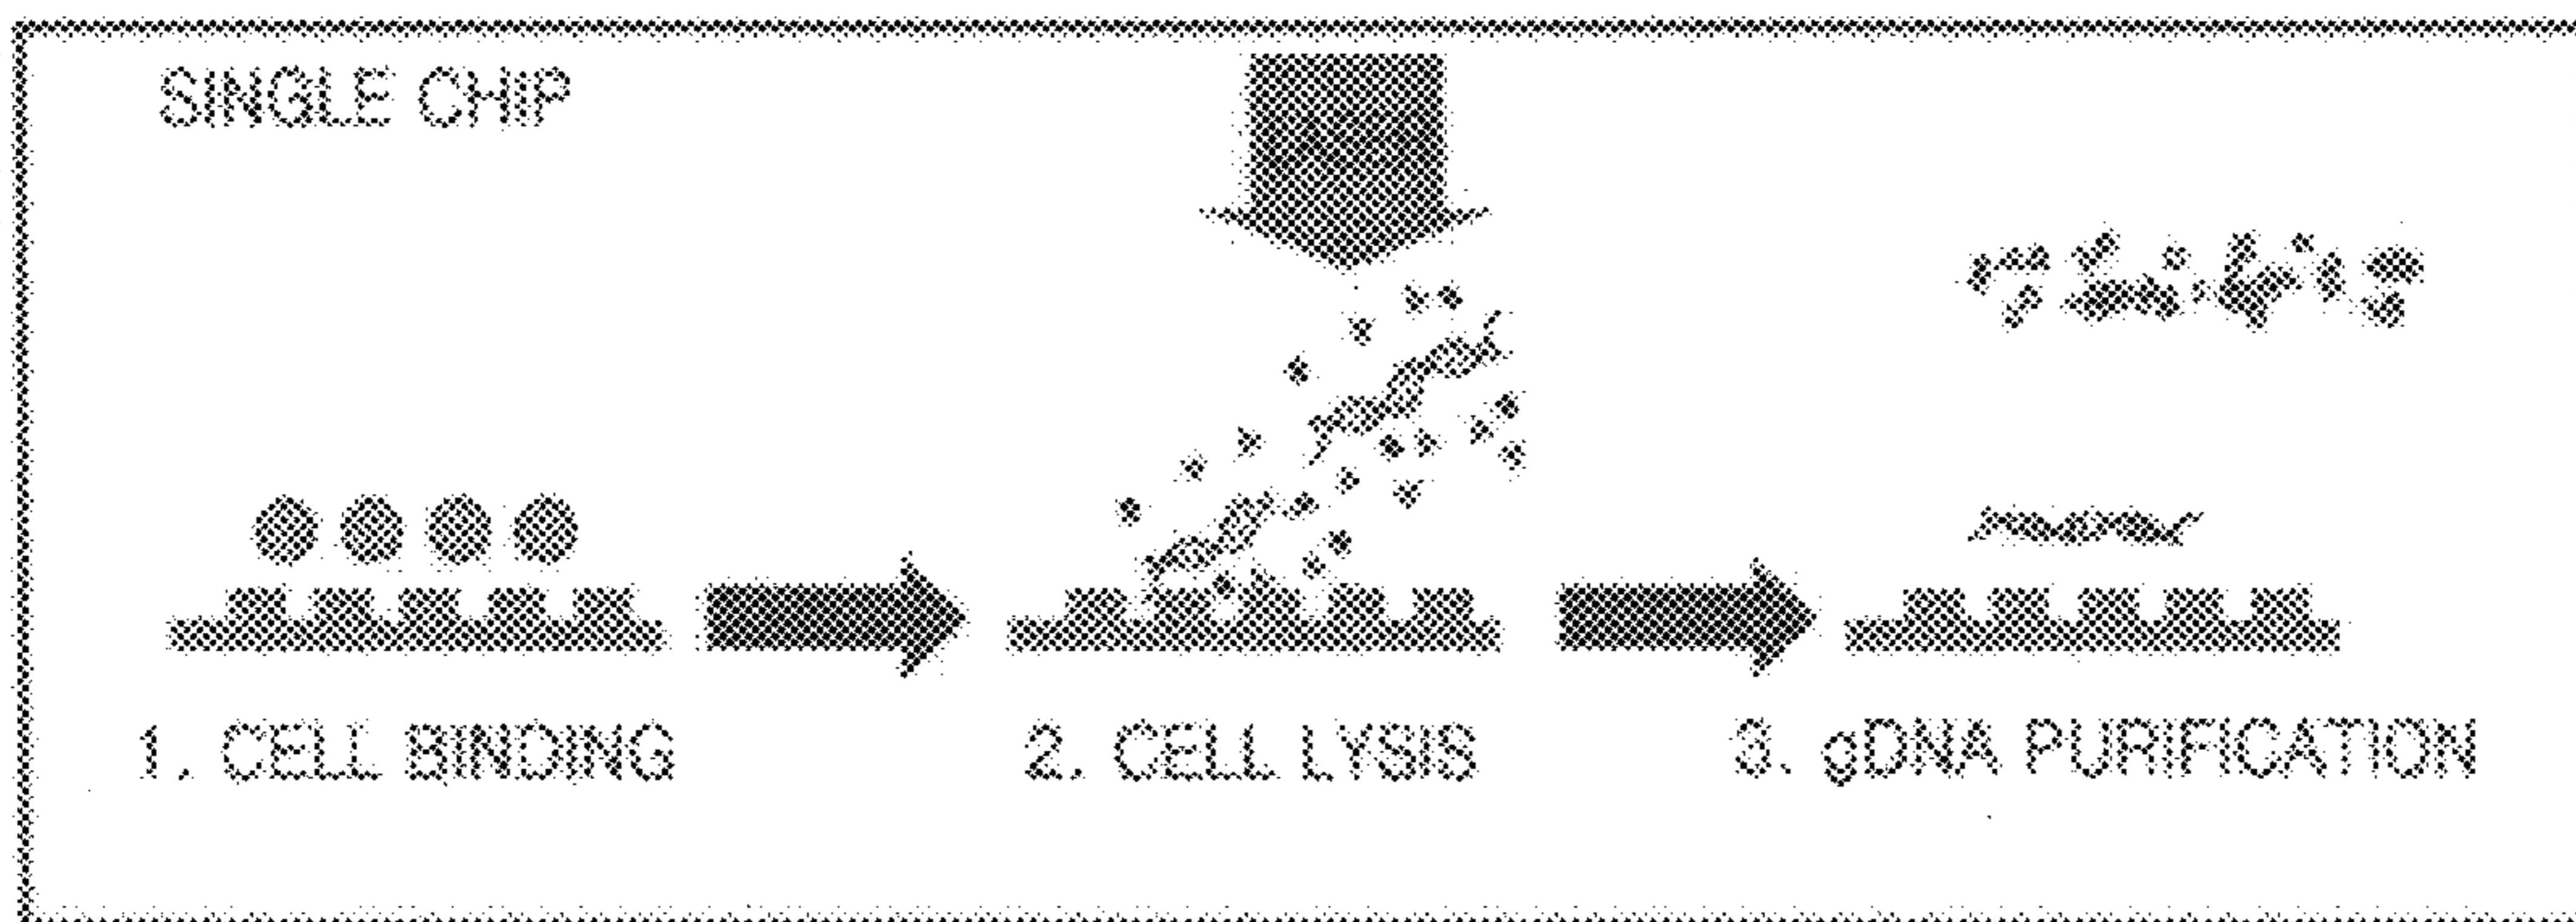 SINGLE CHIP
1. CELL BINDING
2. CELL LYSIS
3. gDNA PURIFICATION